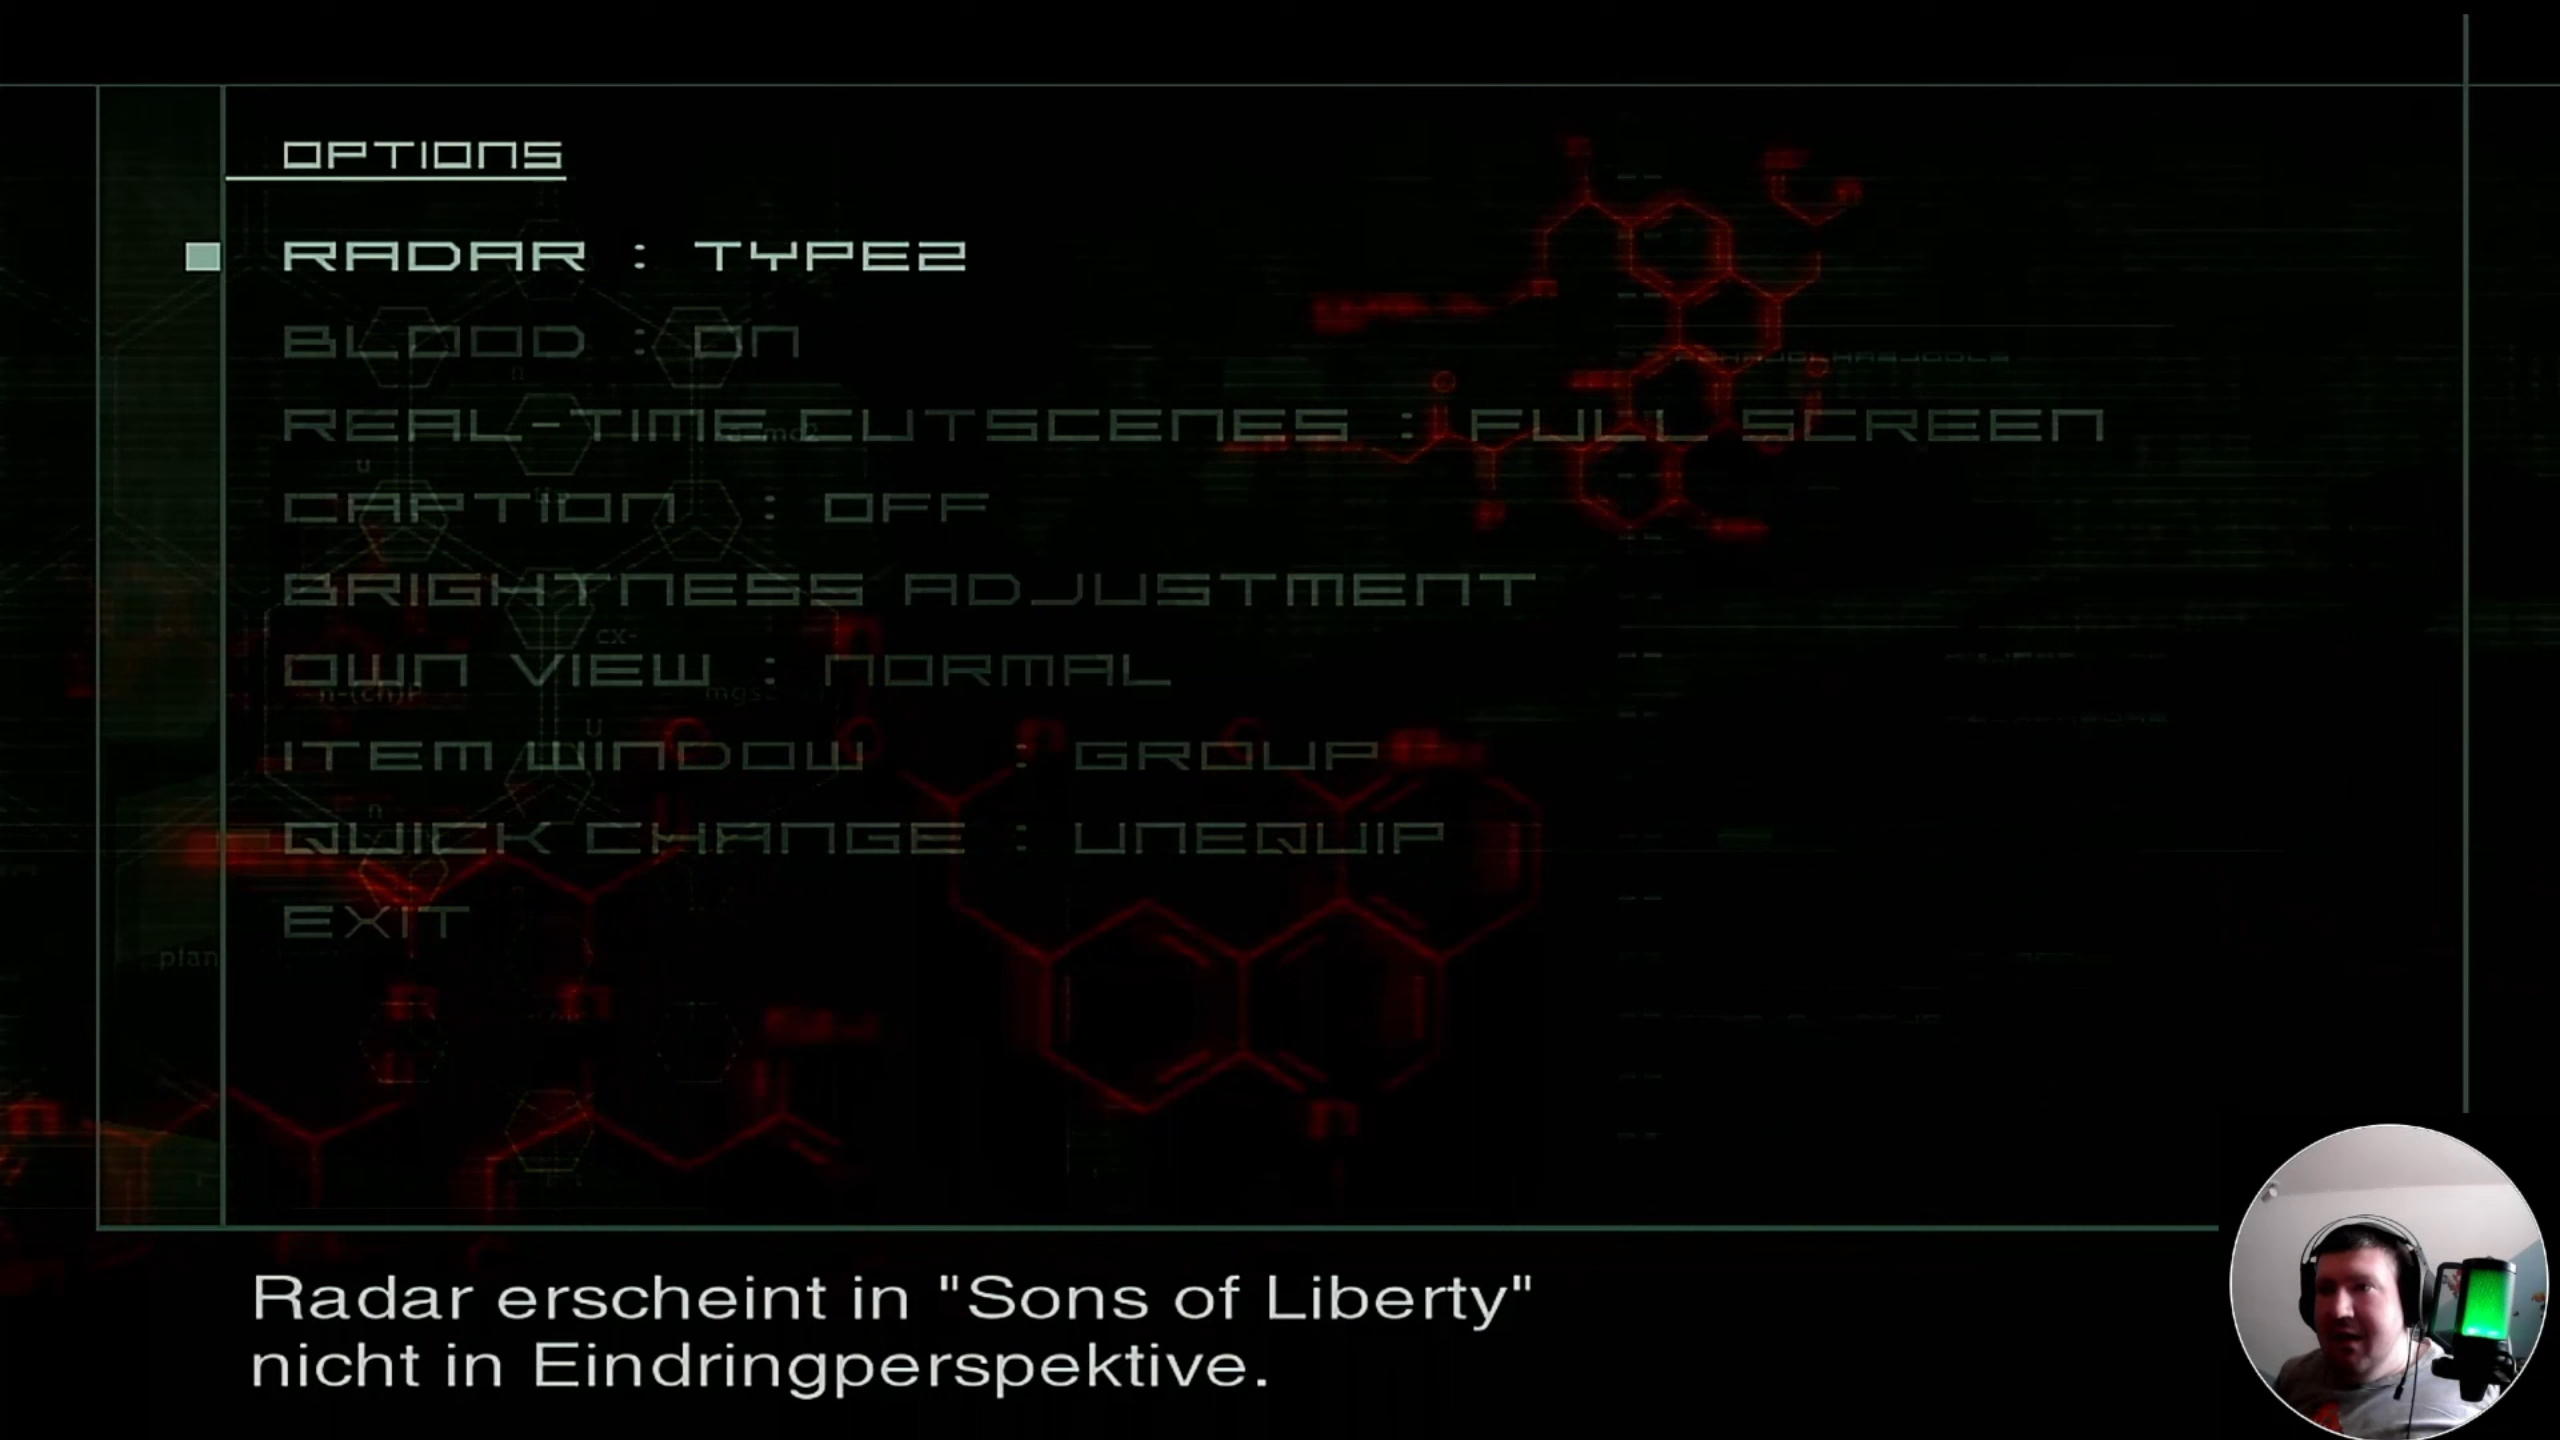 OPTIONS
RADAR : TYPE2
BLOOD : ON
REAL-TIME CUTSCENES : FULL SCREEN
CAPTION : OFF
BRIGHTNESS ADJUSTMENT
OWN VIEW : NORMAL
ITEM WINDOW : GROUP
QUICK CHANGE : UNEQUIP
EXIT
Radar erscheint in "Sons of Liberty"
nicht in Eindringperspektive.